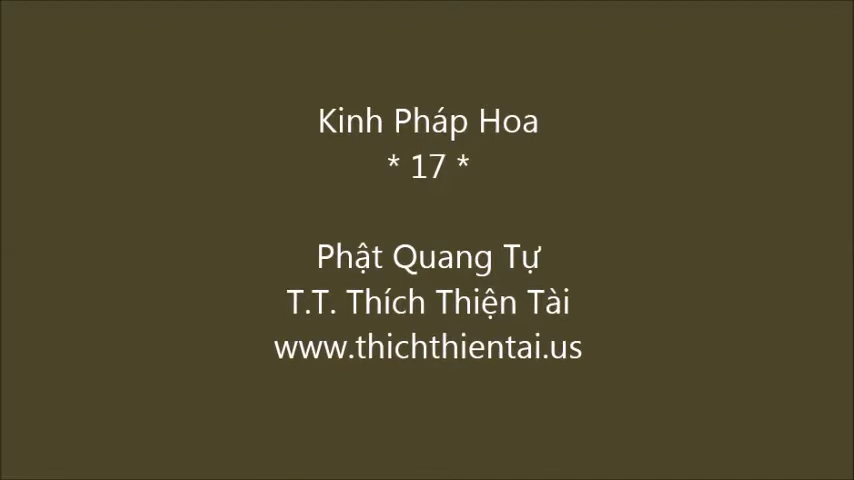 Kinh Pháp Hoa
* 17 *
Phật Quang Tự
T.T. Thích Thiện Tài
www.thichthientai.us